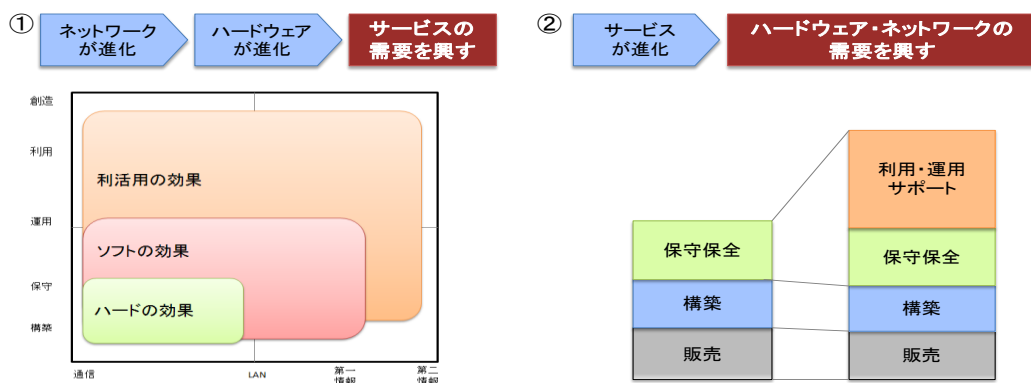 ①
ネットワーク
が進化
ハードウェア
が進化
サービスの
需要を興す
創造
利用
運用
保守
構築
利活用の効果
ソフトの効果
ハードの効果
通信
LAN
第一
情報
第二
情報
②
サービス
が進化
ハードウェア・ネットワークの
需要を興す
保守保全
構築
販売
利用・運用
サポート
保守保全
構築
販売